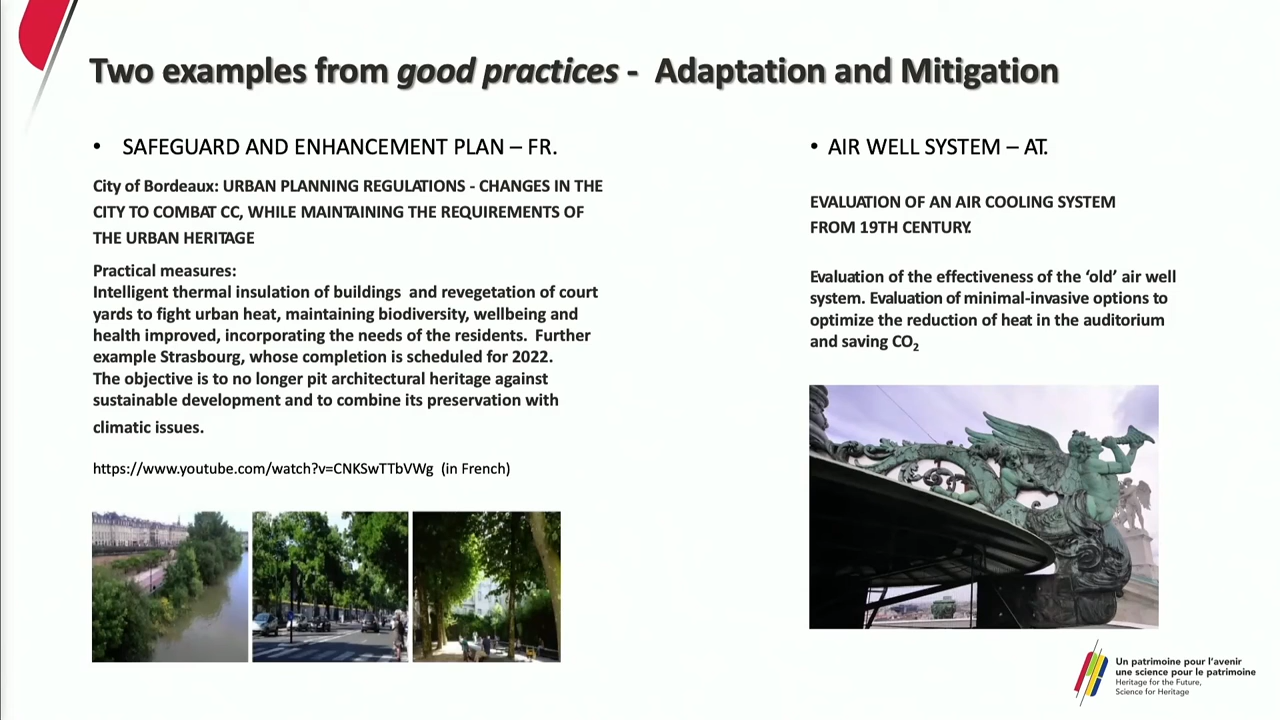 Two examples from good practices - Adaptation and Mitigation
• SAFEGUARD AND ENHANCEMENT PLAN – FR.
City of Bordeaux: URBAN PLANNING REGULATIONS - CHANGES IN THE
CITY TO COMBAT CC, WHILE MAINTAINING THE REQUIREMENTS OF
THE URBAN HERITAGE
Practical measures:
Intelligent thermal insulation of buildings and revegetation of court
yards to fight urban heat, maintaining biodiversity, wellbeing and
health improved, incorporating the needs of the residents. Further
example Strasbourg, whose completion is scheduled for 2022.
The objective is to no longer pit architectural heritage against
sustainable development and to combine its preservation with
climatic issues.
https://www.youtube.com/watch?v=CNKSwTTbVWg (in French)
• AIR WELL SYSTEM – AT.
EVALUATION OF AN AIR COOLING SYSTEM
FROM 19TH CENTURY.
Evaluation of the effectiveness of the ‘old’ air well
system. Evaluation of minimal-invasive options to
optimize the reduction of heat in the auditorium
and saving CO₂
Un patrimoine pour l’avenir
une science pour le patrimoine
Heritage for the Future,
Science for Heritage